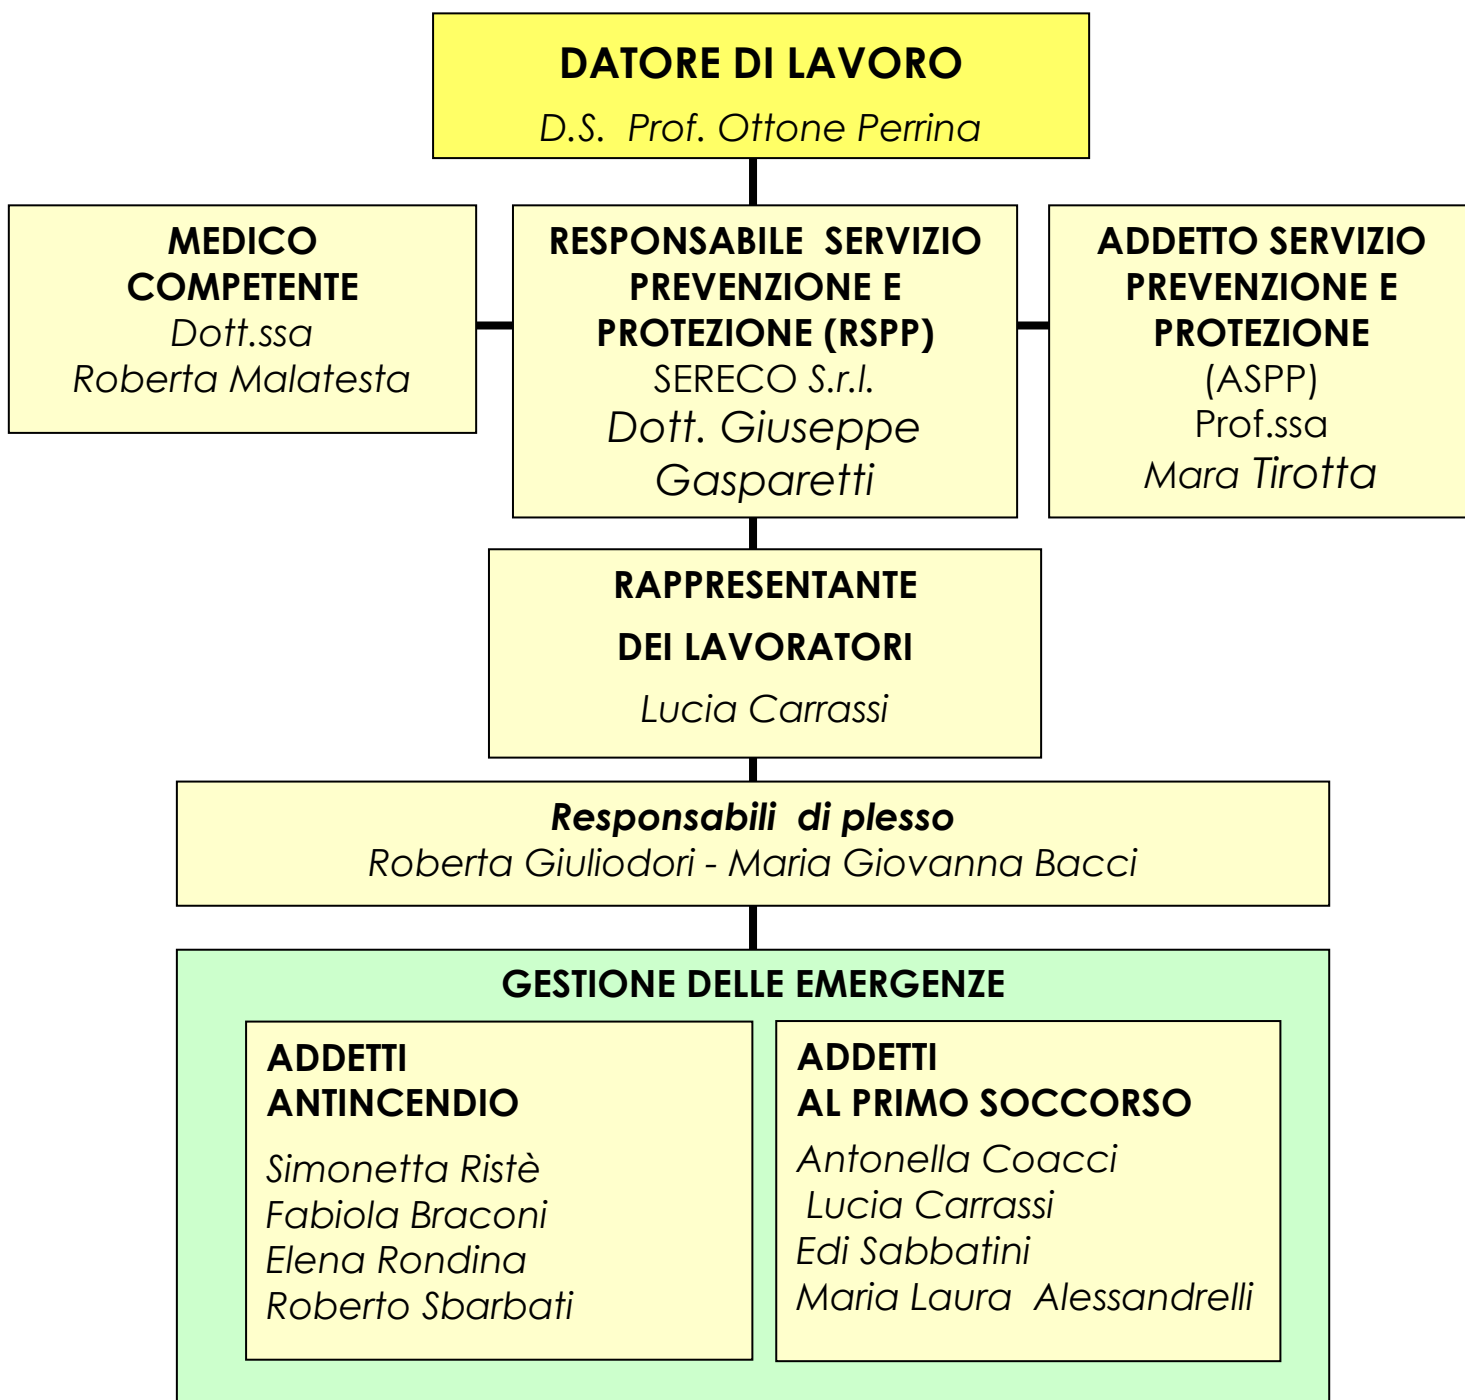 DATORE DI LAVORO
D.S. Prof. Ottone Perrina
MEDICO
COMPETENTE
Dott.ssa
Roberta Malatesta
RESPONSABILE SERVIZIO
PREVENZIONE E
PROTEZIONE (RSPP)
SERECO S.r.l.
Dott. Giuseppe
Gasparetti
ADDETTO SERVIZIO
PREVENZIONE E
PROTEZIONE
(ASPP)
Prof.ssa
Mara Tirotta
RAPPRESENTANTE
DEI LAVORATORI
Lucia Carrassi
Responsabili di plesso
Roberta Giuliodori - Maria Giovanna Bacci
GESTIONE DELLE EMERGENZE
ADDETTI
ANTINCENDIO
Simonetta Ristè
Fabiola Braconi
Elena Rondina
Roberto Sbarbati
ADDETTI
AL PRIMO SOCCORSO
Antonella Coacci
Lucia Carrassi
Edi Sabbatini
Maria Laura Alessandrelli